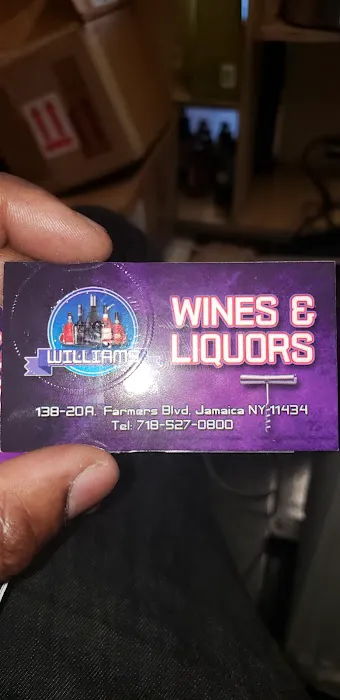 WILLIAMS
WINES &
LIQUORS
138-20A. Farmers Blvd. Jamaica NY 11434
Tel: 718-527-0800